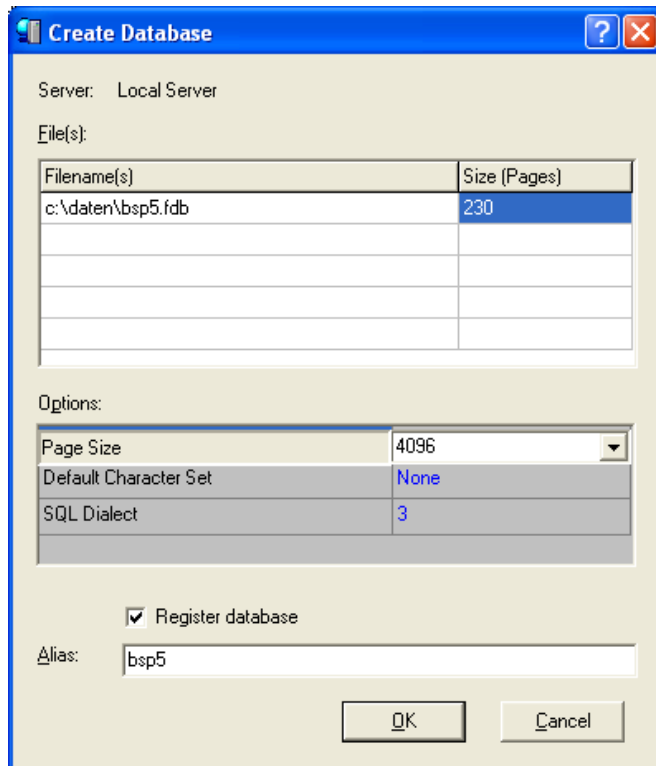 Create Database
Server: Local Server
File(s):
Filename(s) Size (Pages)
c:\daten\bsp5.fdb 230
Options:
Page Size 4096
Default Character Set None
SQL Dialect 3
Register database
Alias: bsp5
OK Cancel